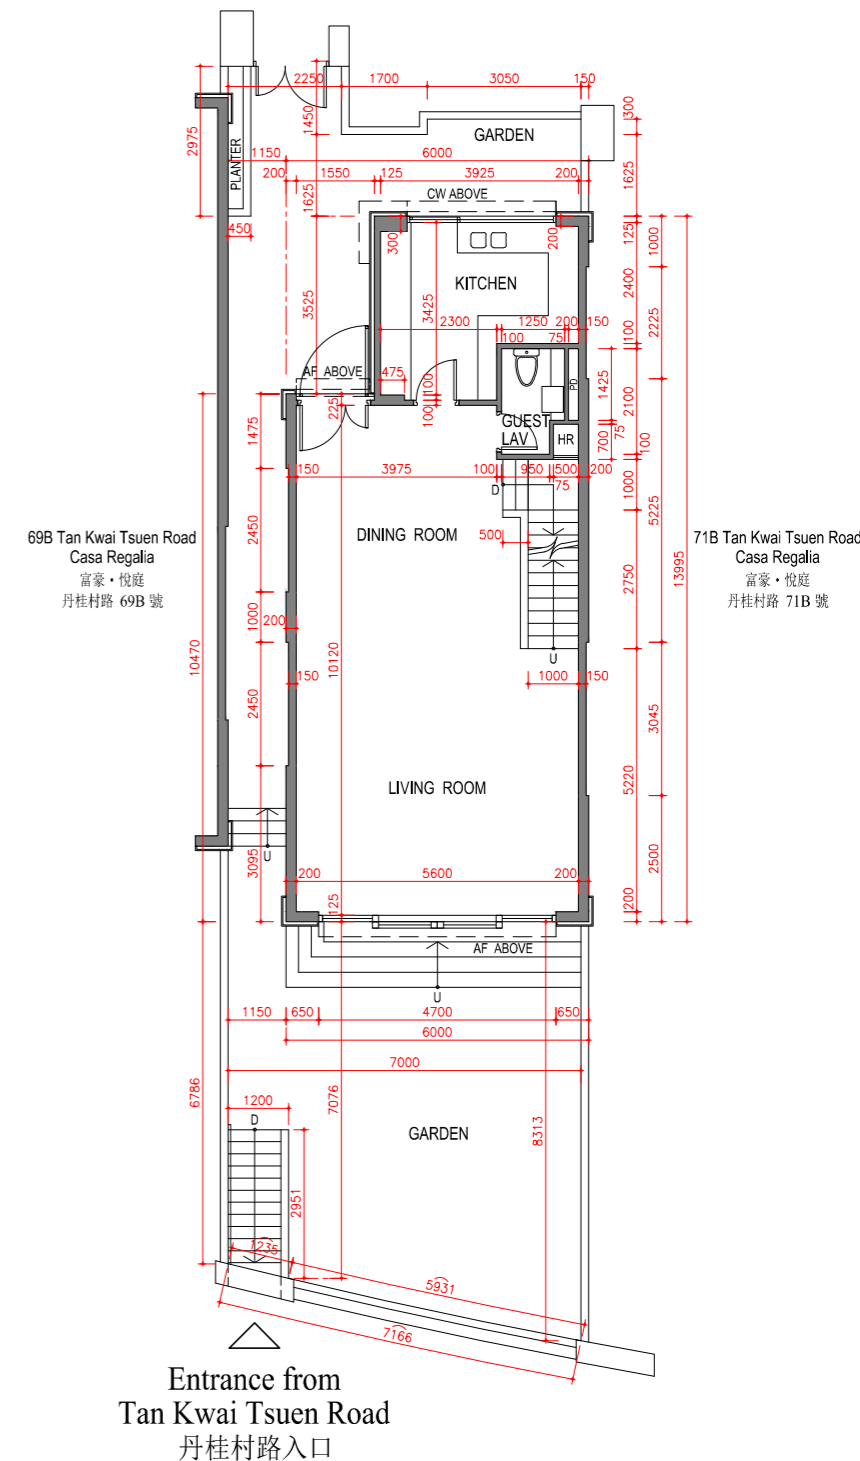 2250
1700
3050
150
2975
1450
300
GARDEN
PLANTER
1150
6000
200
1550
125
3925
200
1625
1625
CW ABOVE
450
300
200
125
1000
KITCHEN
3525
3425
2400
2225
2300
1250
200
150
100
75
100
AF ABOVE
475
PD
1425
2100
225
100
100
GUEST
LAV
HR
1475
700
75
100
150
3975
100
950
500
200
75
D
1000
5225
69B Tan Kwai Tsuen Road
Casa Regalia
富豪・悅庭
丹桂村路 69B 號
2450
DINING ROOM
500
71B Tan Kwai Tsuen Road
Casa Regalia
富豪・悅庭
丹桂村路 71B 號
13995
2750
1000
200
10470
10120
U
150
1000
150
2450
3045
LIVING ROOM
5220
U
3095
2500
200
5600
200
125
200
AF ABOVE
U
1150
650
4700
650
6000
7000
6786
7076
1200
D
GARDEN
8313
2951
1235
5931
7166
Entrance from
Tan Kwai Tsuen Road
丹桂村路入口